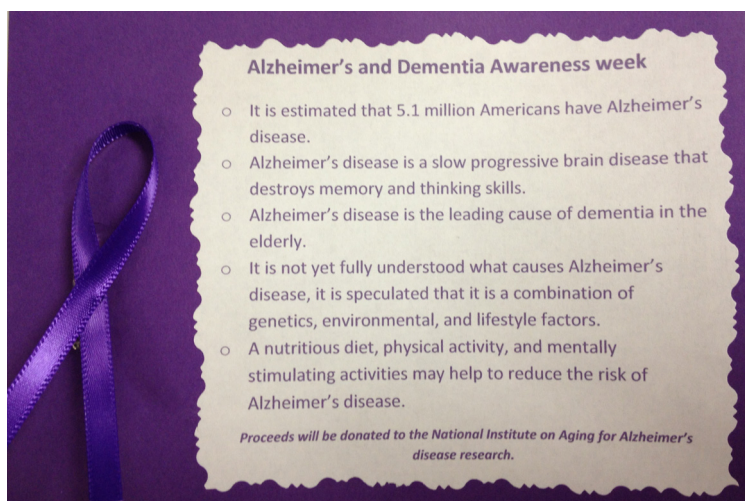 Alzheimer's and Dementia Awareness week
○ It is estimated that 5.1 million Americans have Alzheimer's
disease.
○ Alzheimer's disease is a slow progressive brain disease that
destroys memory and thinking skills.
○ Alzheimer's disease is the leading cause of dementia in the
elderly.
○ It is not yet fully understood what causes Alzheimer's
disease, it is speculated that it is a combination of
genetics, environmental, and lifestyle factors.
○ A nutritious diet, physical activity, and mentally
stimulating activities may help to reduce the risk of
Alzheimer's disease.
Proceeds will be donated to the National Institute on Aging for Alzheimer's
disease research.